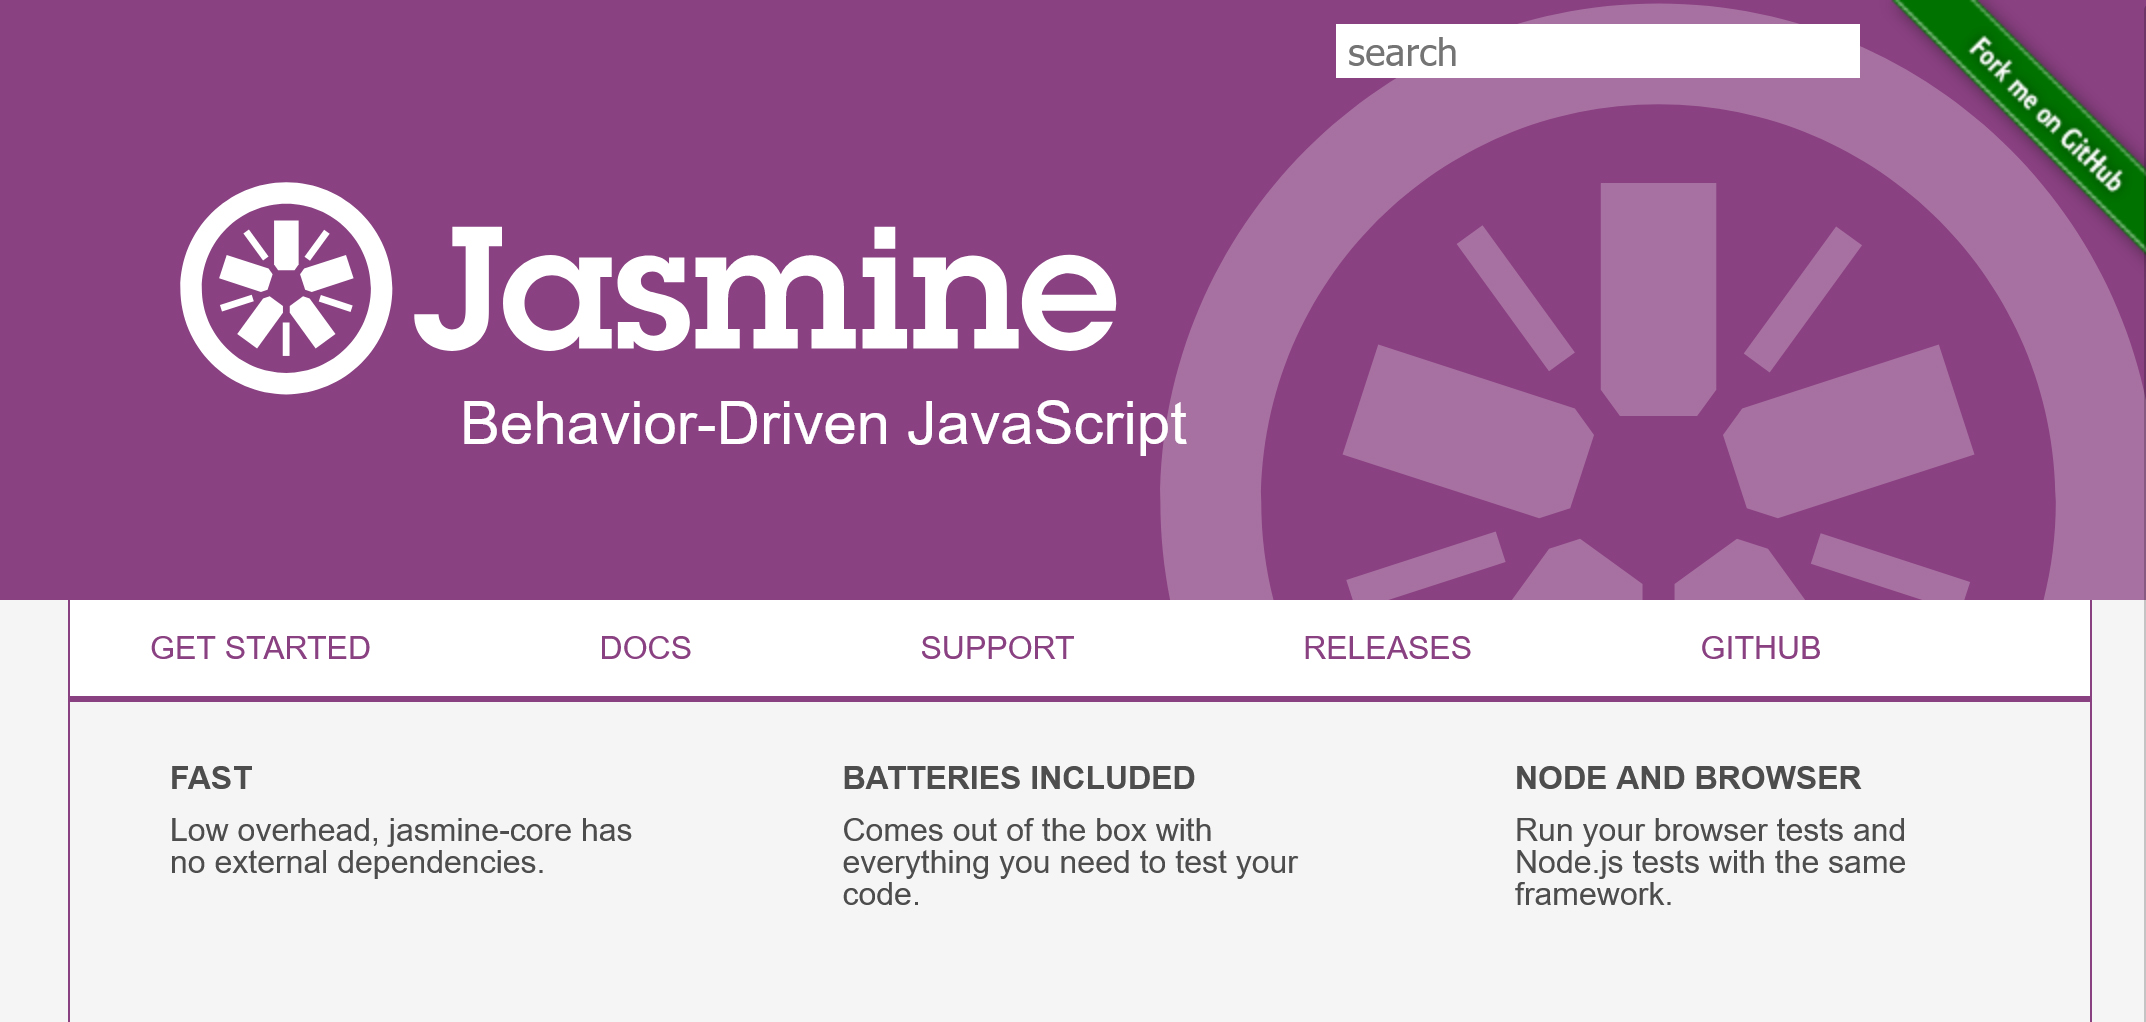 search
Fork me on GitHub
Jasmine
Behavior-Driven JavaScript
GET STARTED DOCS SUPPORT RELEASES GITHUB
FAST
Low overhead, jasmine-core has
no external dependencies.
BATTERIES INCLUDED
Comes out of the box with
everything you need to test your
code.
NODE AND BROWSER
Run your browser tests and
Node.js tests with the same
framework.